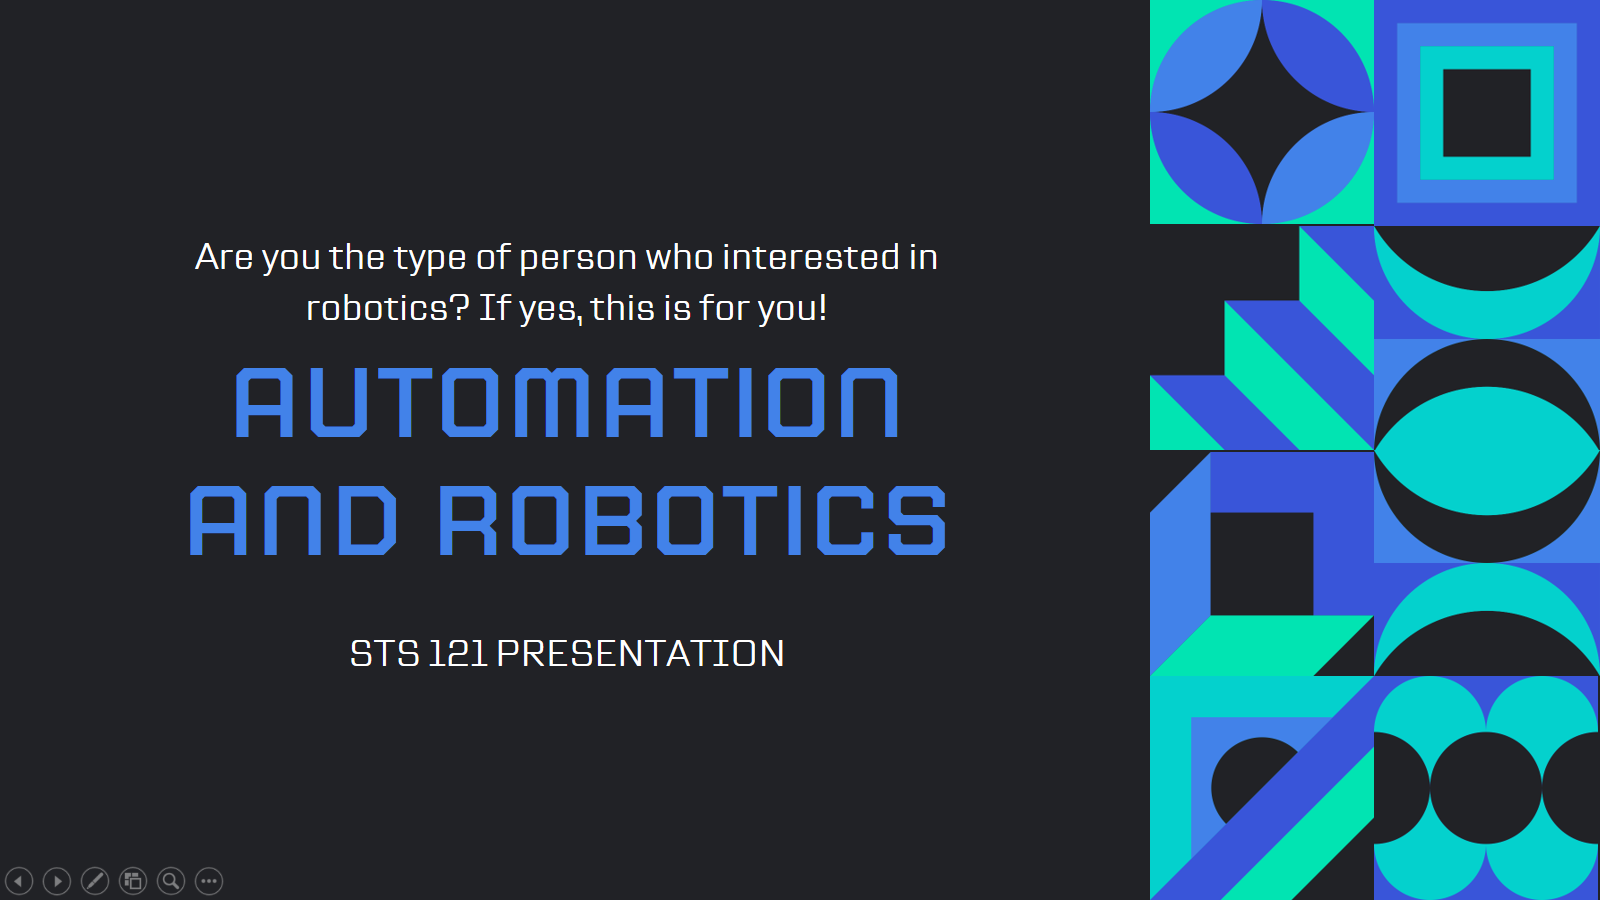 Are you the type of person who interested in
robotics? If yes, this is for you!
AUTOMATION
AND ROBOTICS
STS 121 PRESENTATION